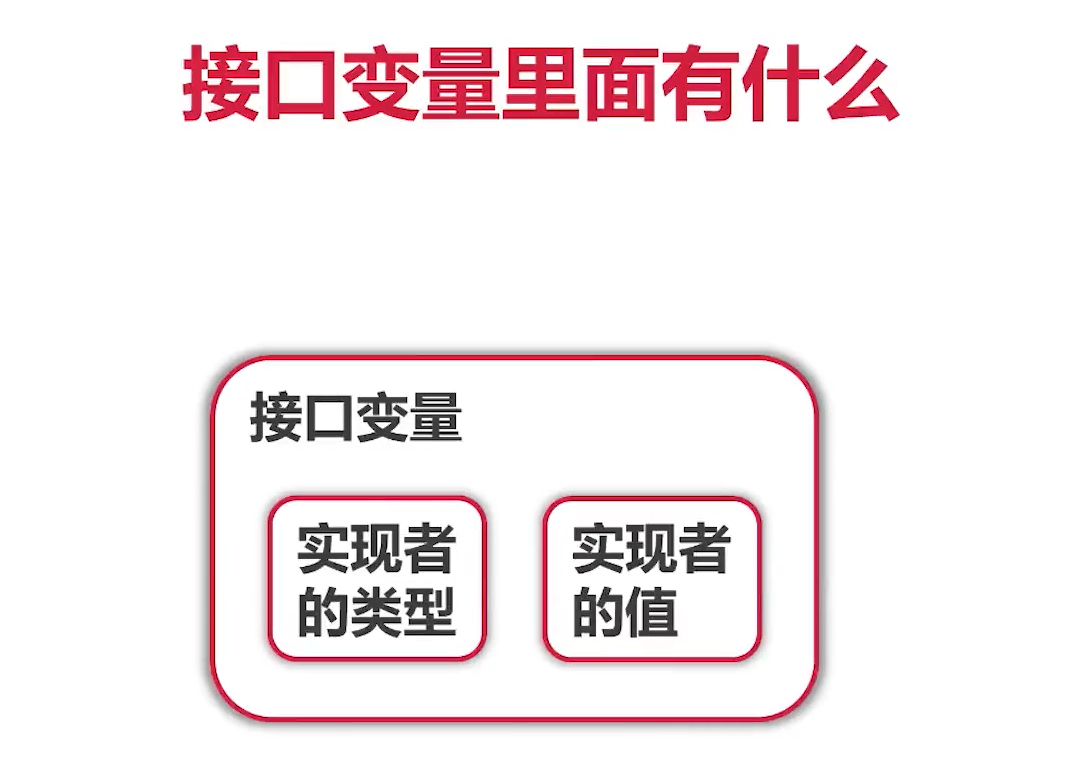 接口变量里面有什么
接口变量
实现者
的类型
实现者
的值